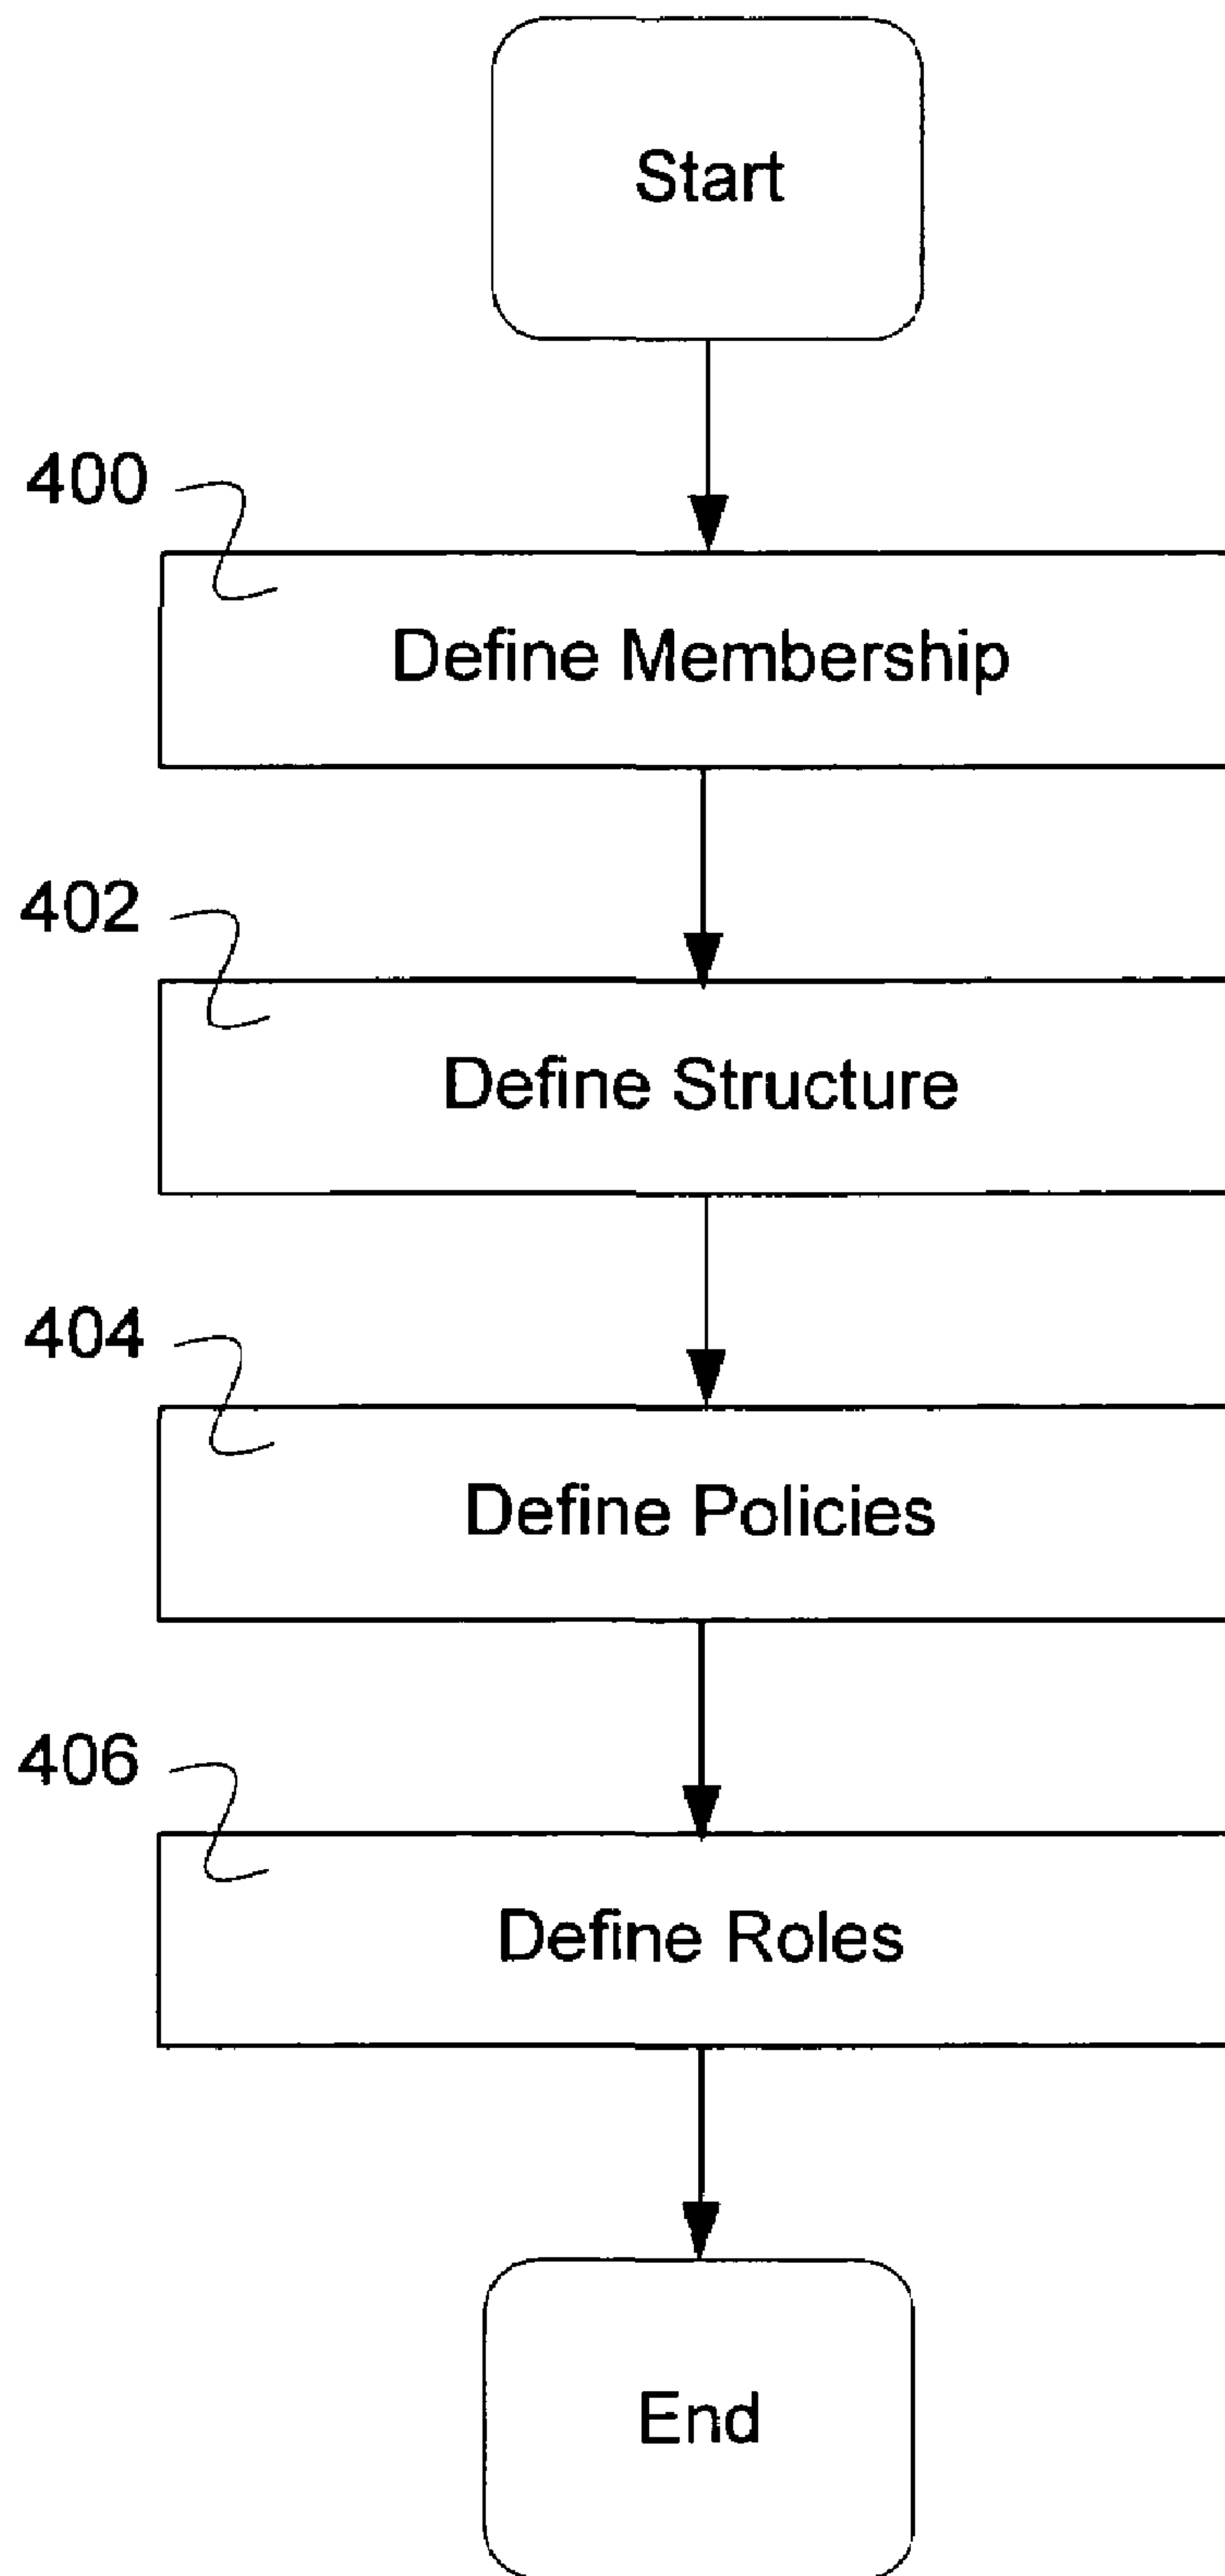 Start
400
Define Membership
402
Define Structure
404
Define Policies
406
Define Roles
End